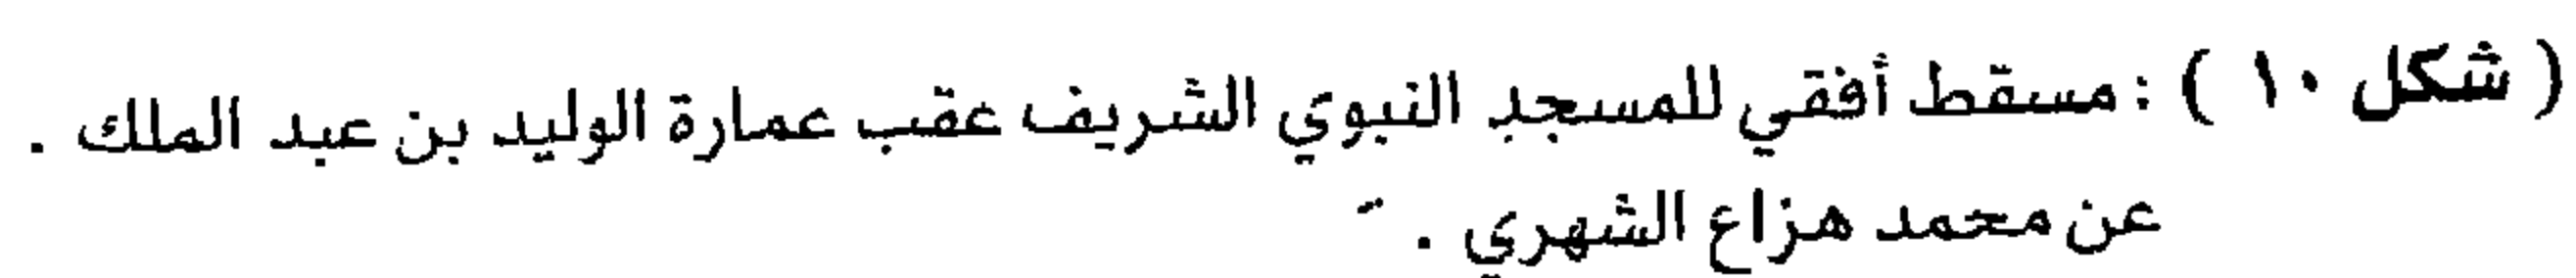 ( شكل ١٠ ) : مسقط أفقي للمسجد النبوي الشريف عقب عمارة الوليد بن عبد الملك .
عن محمد هزاع الشهري .